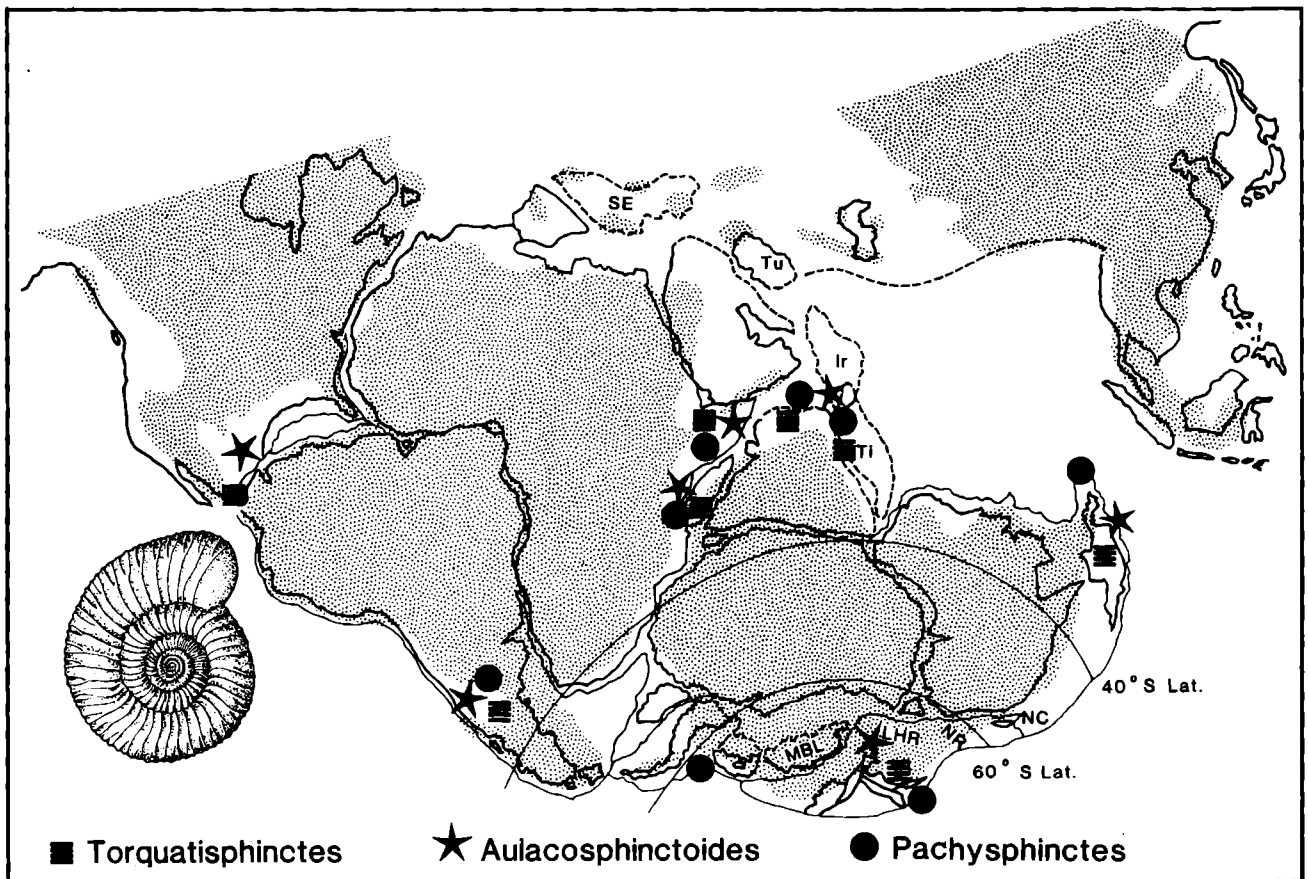 SE
Tu
Ir
Ti
40° S Lat.
NC
NR
LHR
MBL
60° S Lat.
Torquatisphinctes
Aulacosphinctoides
Pachysphinctes